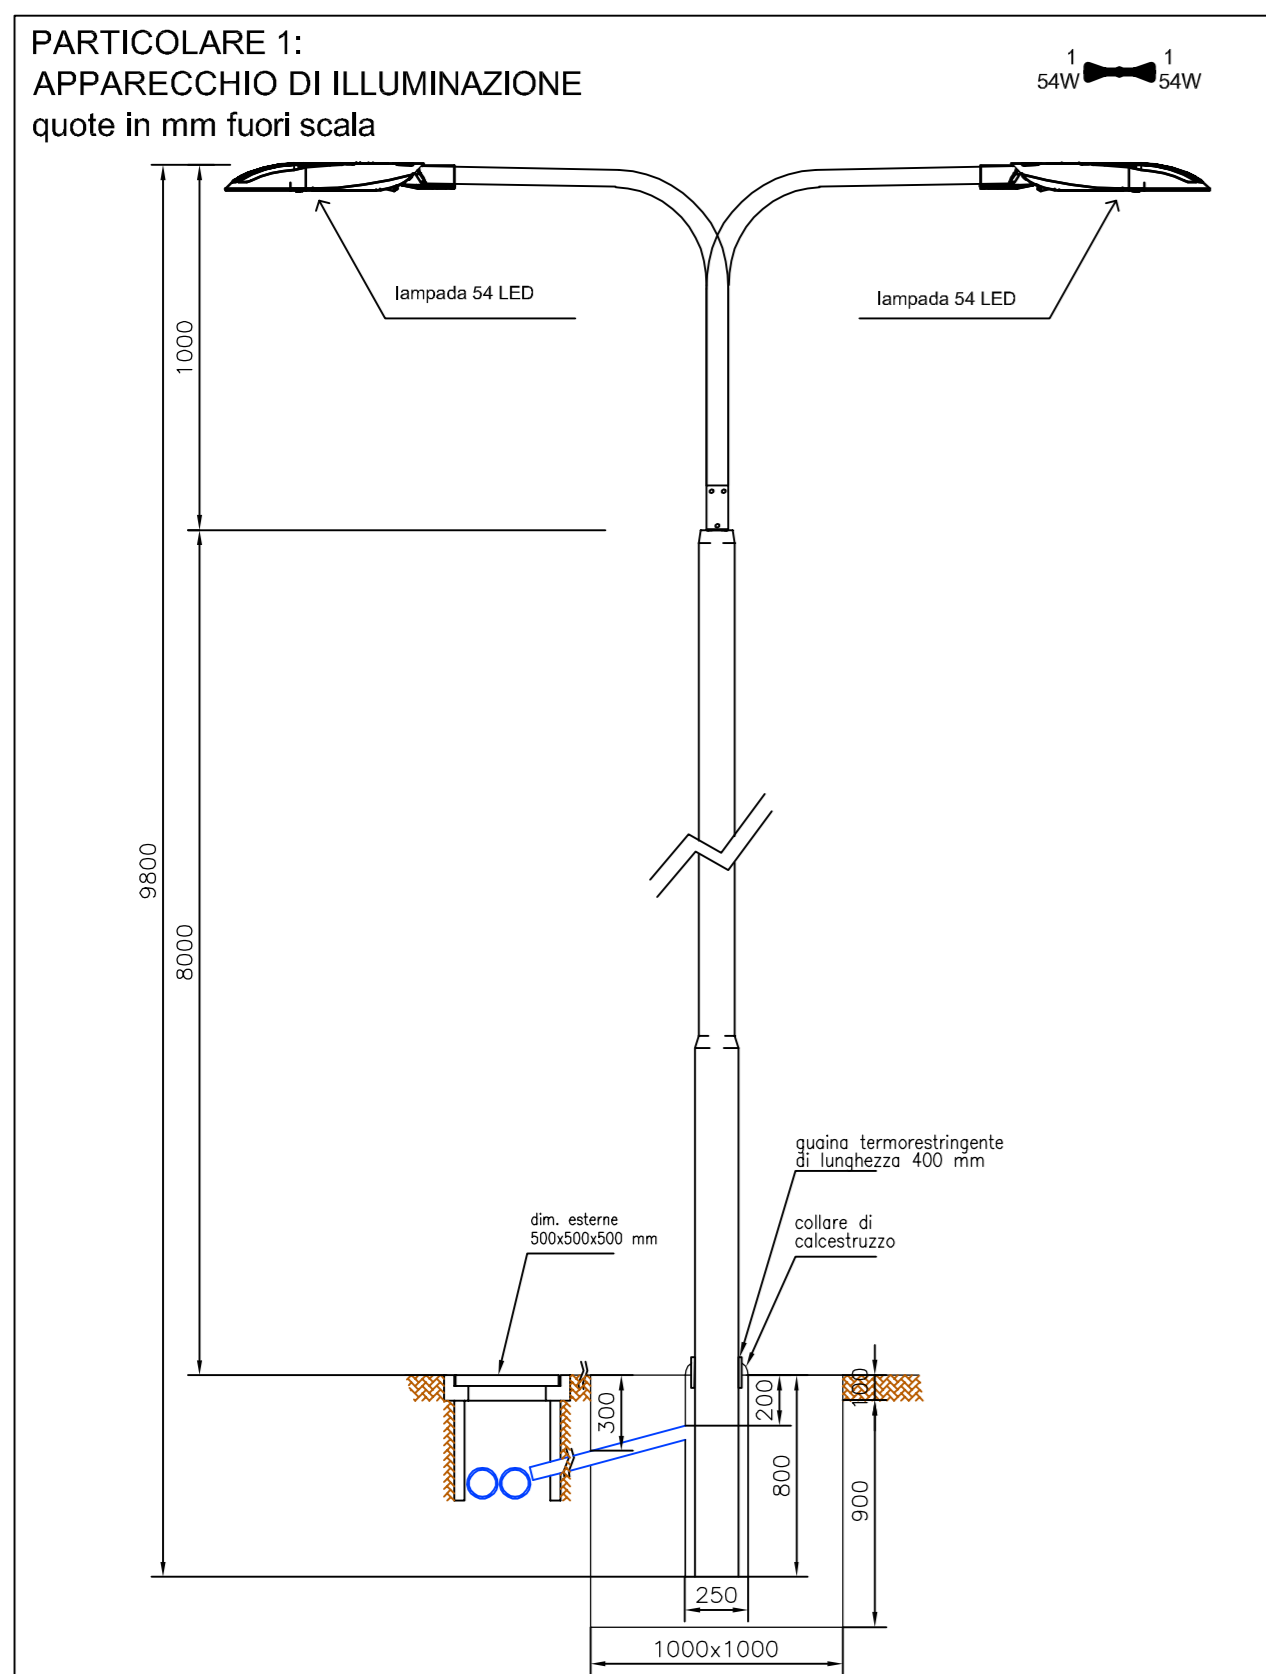 PARTICOLARE 1:
APPARECCHIO DI ILLUMINAZIONE
quote in mm fuori scala
1 1
54W 54W
lampada 54 LED
lampada 54 LED
1000
9800
8000
guaina termorestringente
di lunghezza 400 mm
dim. esterne
500x500x500 mm
collare di
calcestruzzo
300
200
100
800
900
250
1000x1000